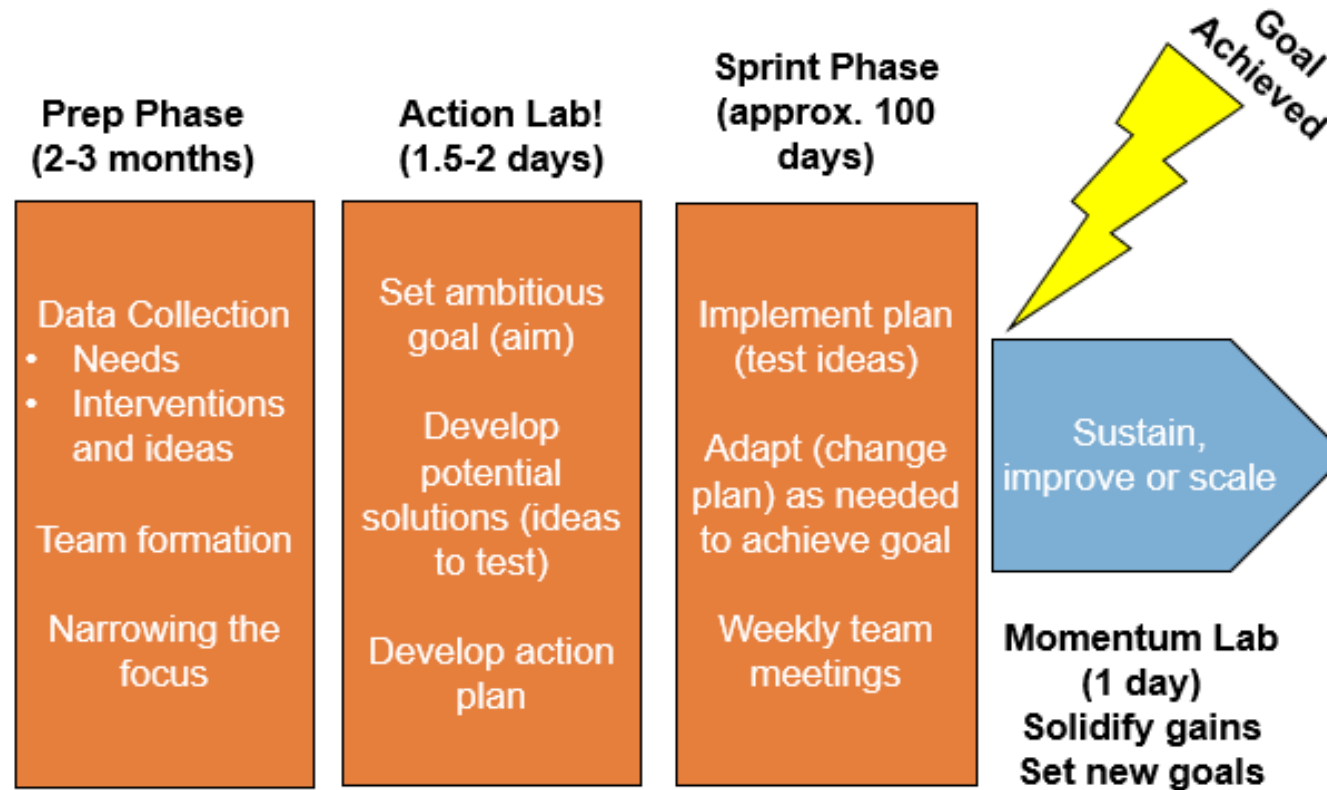 Prep Phase
(2-3 months)
Data Collection
• Needs
• Interventions
and ideas
Team formation
Narrowing the
focus
Action Lab!
(1.5-2 days)
Set ambitious
goal (aim)
Develop
potential
solutions (ideas
to test)
Develop action
plan
Sprint Phase
(approx. 100
days)
Implement plan
(test ideas)
Adapt (change
plan) as needed
to achieve goal
Weekly team
meetings
Goal
Achieved
Sustain,
improve or scale
Momentum Lab
(1 day)
Solidify gains
Set new goals